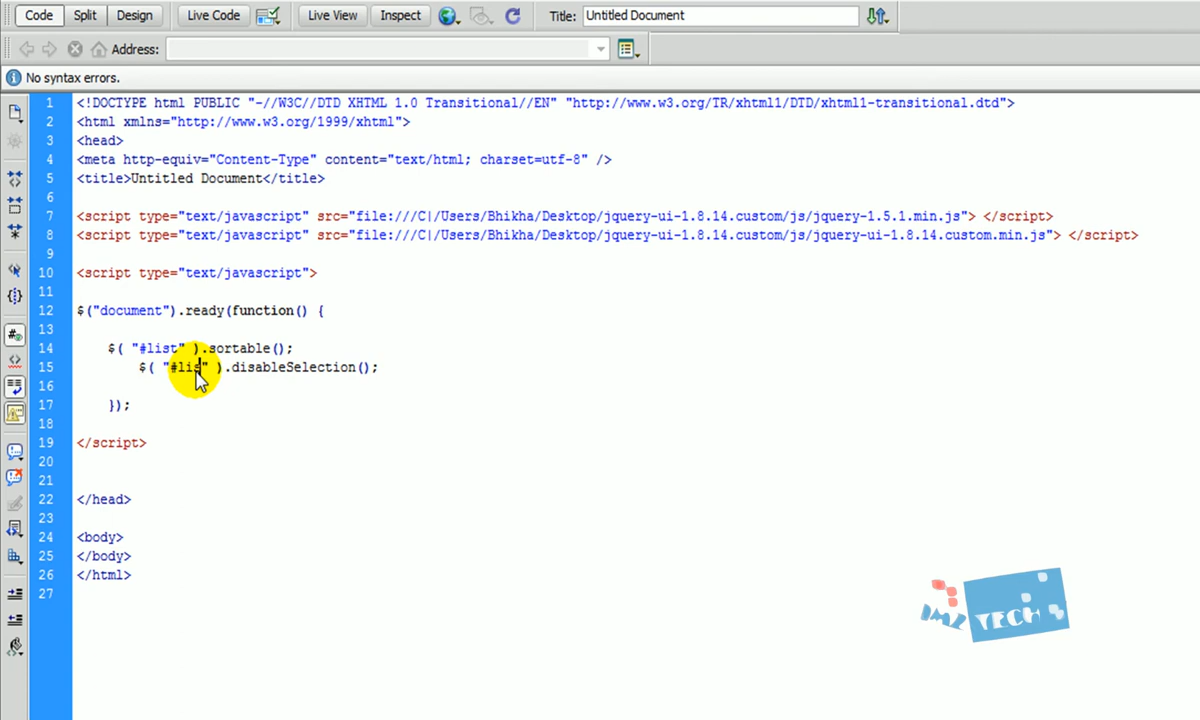 Code Split Design Live Code Live View Inspect Title: Untitled Document
Address:
No syntax errors.
1 <!DOCTYPE html PUBLIC "-//W3C//DTD XHTML 1.0 Transitional//EN" "http://www.w3.org/TR/xhtml1/DTD/xhtml1-transitional.dtd">
2 <html xmlns="http://www.w3.org/1999/xhtml">
3 <head>
4 <meta http-equiv="Content-Type" content="text/html; charset=utf-8" />
5 <title>Untitled Document</title>
6
7 <script type="text/javascript" src="file:///C|/Users/Bhikha/Desktop/jquery-ui-1.8.14.custom/js/jquery-1.5.1.min.js"> </script>
8 <script type="text/javascript" src="file:///C|/Users/Bhikha/Desktop/jquery-ui-1.8.14.custom/js/jquery-ui-1.8.14.custom.min.js"> </script>
9
10 <script type="text/javascript">
11
12 $("document").ready(function() {
13
14 $( "#list" ).sortable();
15 $( "#lis" ).disableSelection();
16
17 });
18
19 </script>
20
21
22 </head>
23
24 <body>
25 </body>
26 </html>
27
IMZ TECH